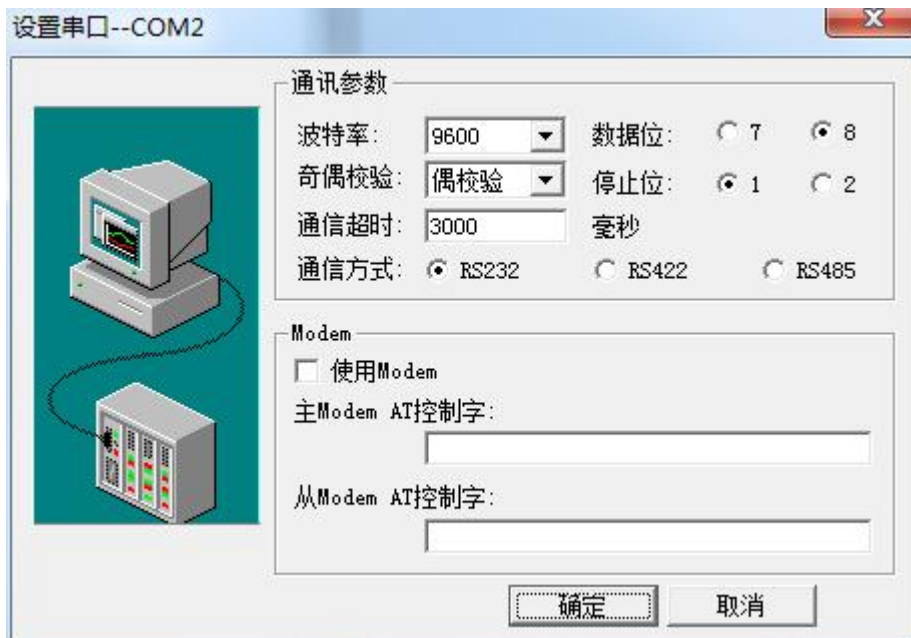 设置串口--COM2
通讯参数
波特率: 9600 数据位: 7 8
奇偶校验: 偶校验 停止位: 1 2
通信超时: 3000 毫秒
通信方式: RS232 RS422 RS485
Modem
使用Modem
主Modem AT控制字:
从Modem AT控制字:
确定 取消